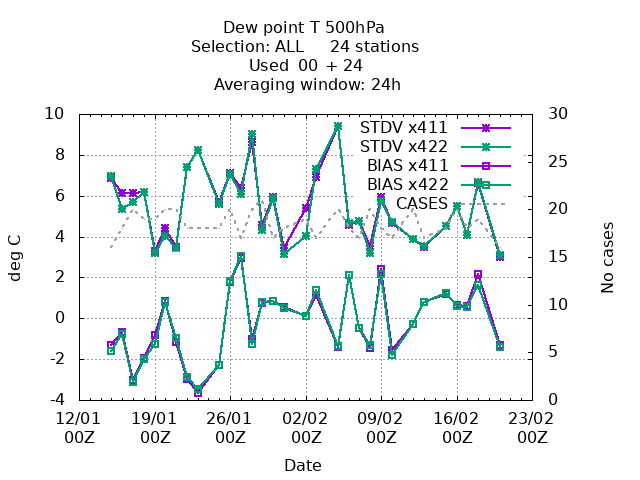 Dew point T 500hPa
Selection: ALL 24 stations
Used 00 + 24
Averaging window: 24h
10 30
STDV x411
8 25
STDV x422
BIAS x411
6 BIAS x422
CASES 20
4 15
2
10
0
5
-2
-4 0
deg C
No cases
12/01 19/01 26/01 02/02 09/02 16/02 23/02
00Z 00Z 00Z 00Z 00Z 00Z 00Z
Date